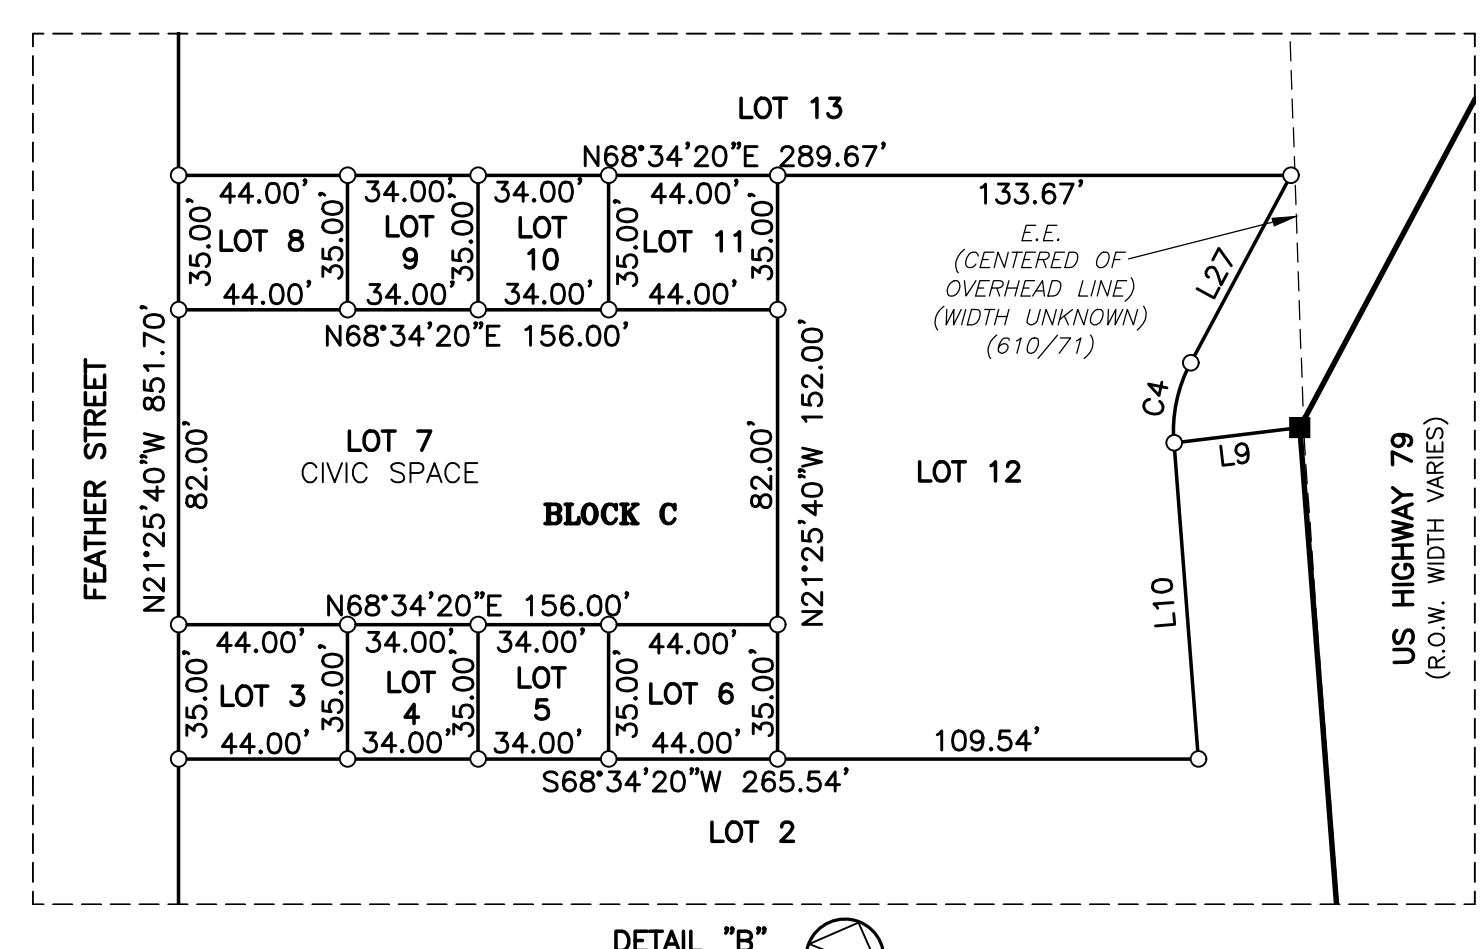 LOT 13
N68°34'20"E 289.67'
44.00'
34.00'
34.00'
44.00'
133.67'
35.00'
LOT 8
35.00'
LOT
9
35.00'
LOT
10
35.00'
LOT 11
35.00'
44.00'
34.00'
34.00'
44.00'
E.E.
(CENTERED OF
OVERHEAD LINE)
(WIDTH UNKNOWN)
(610/71)
L27
N68°34'20"E 156.00'
FEATHER STREET
N21°25'40"W 851.70'
82.00'
LOT 7
CIVIC SPACE
BLOCK C
82.00'
N21°25'40"W 152.00'
LOT 12
C4
L9
L10
US HIGHWAY 79
(R.O.W. WIDTH VARIES)
N68°34'20"E 156.00'
44.00'
34.00'
34.00'
44.00'
35.00'
LOT 3
35.00'
LOT
4
35.00'
LOT
5
35.00'
LOT 6
35.00'
44.00'
34.00'
34.00'
44.00'
109.54'
S68°34'20"W 265.54'
LOT 2
DETAIL "B"